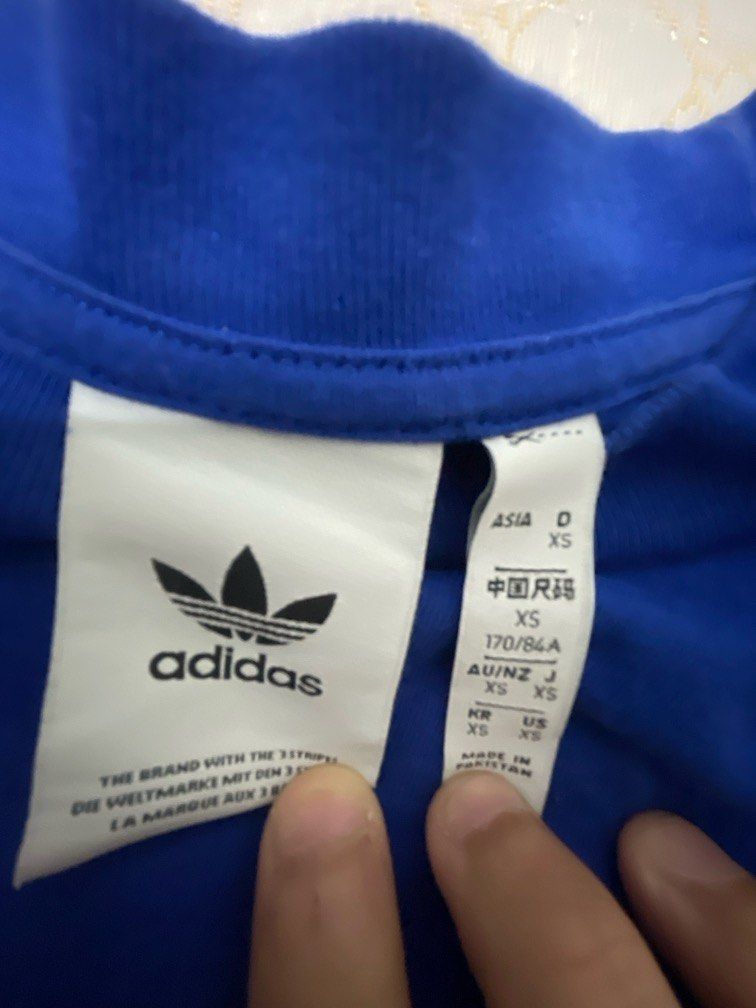 adidas
THE BRAND WITH THE 3
DIE WELTMARKE MIT DEN 3
LA MARQUE AUX 3
ASIA D
XS
中国尺码
XS
170/84A
AU/NZ J
XS XS
KR US
XS XS
MADE IN
PAKISTAN